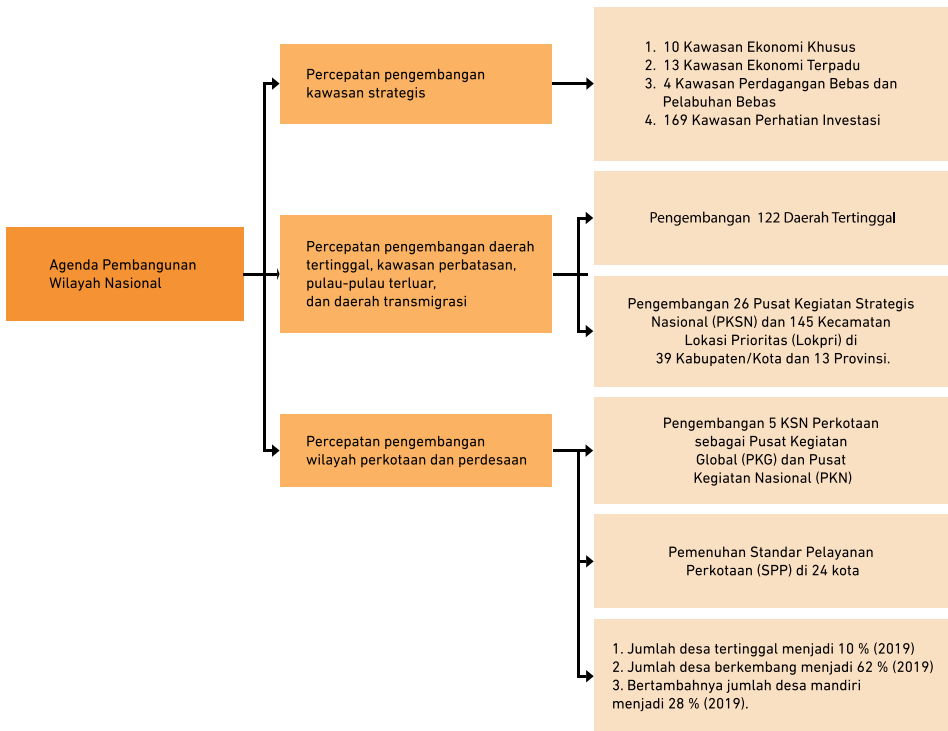 Agenda Pembangunan
Wilayah Nasional
Percepatan pengembangan
kawasan strategis
1. 10 Kawasan Ekonomi Khusus
2. 13 Kawasan Ekonomi Terpadu
3. 4 Kawasan Perdagangan Bebas dan
Pelabuhan Bebas
4. 169 Kawasan Perhatian Investasi
Percepatan pengembangan daerah
tertinggal, kawasan perbatasan,
pulau-pulau terluar,
dan daerah transmigrasi
Pengembangan 122 Daerah Tertinggal
Pengembangan 26 Pusat Kegiatan Strategis
Nasional (PKSN) dan 145 Kecamatan
Lokasi Prioritas (Lokpri) di
39 Kabupaten/Kota dan 13 Provinsi.
Percepatan pengembangan
wilayah perkotaan dan perdesaan
Pengembangan 5 KSN Perkotaan
sebagai Pusat Kegiatan
Global (PKG) dan Pusat
Kegiatan Nasional (PKN)
Pemenuhan Standar Pelayanan
Perkotaan (SPP) di 24 kota
1. Jumlah desa tertinggal menjadi 10 % (2019)
2. Jumlah desa berkembang menjadi 62 % (2019)
3. Bertambahnya jumlah desa mandiri
menjadi 28 % (2019).